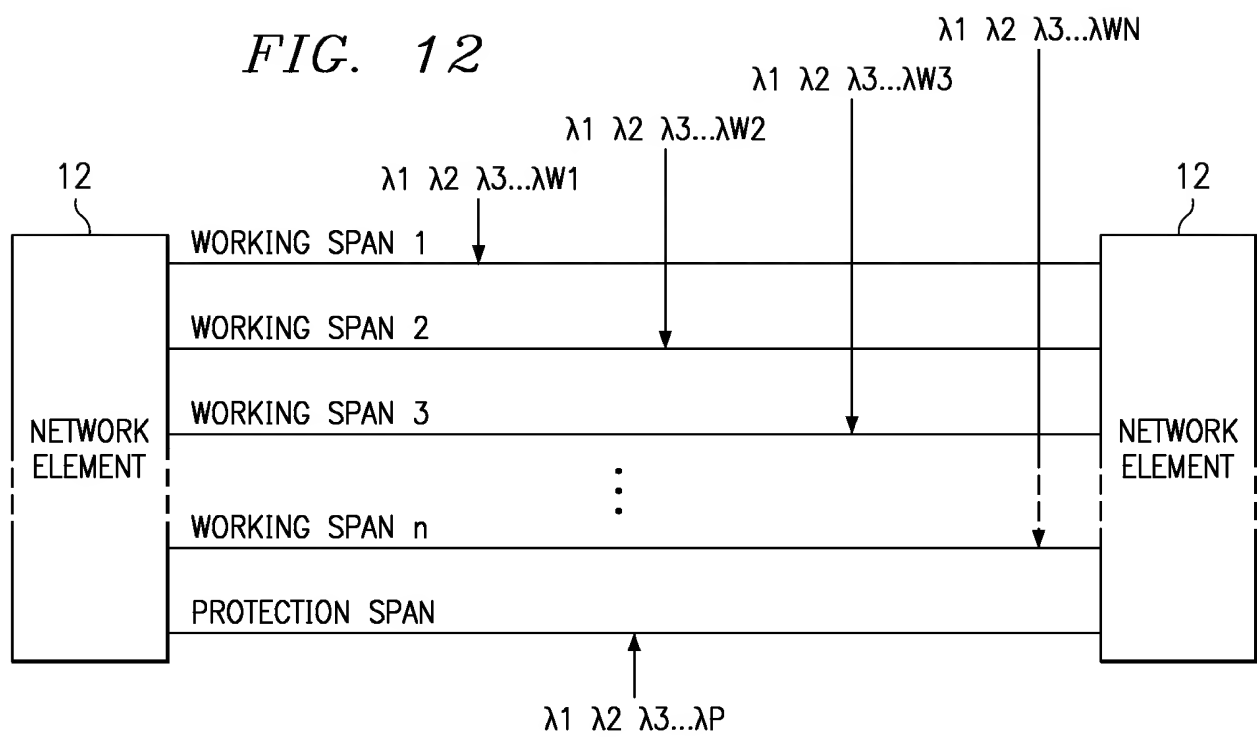 FIG. 12
λ1 λ2 λ3...λWN
λ1 λ2 λ3...λW3
λ1 λ2 λ3...λW2
λ1 λ2 λ3...λW1
12
12
WORKING SPAN 1
WORKING SPAN 2
WORKING SPAN 3
NETWORK
ELEMENT
NETWORK
ELEMENT
WORKING SPAN n
PROTECTION SPAN
λ1 λ2 λ3...λP